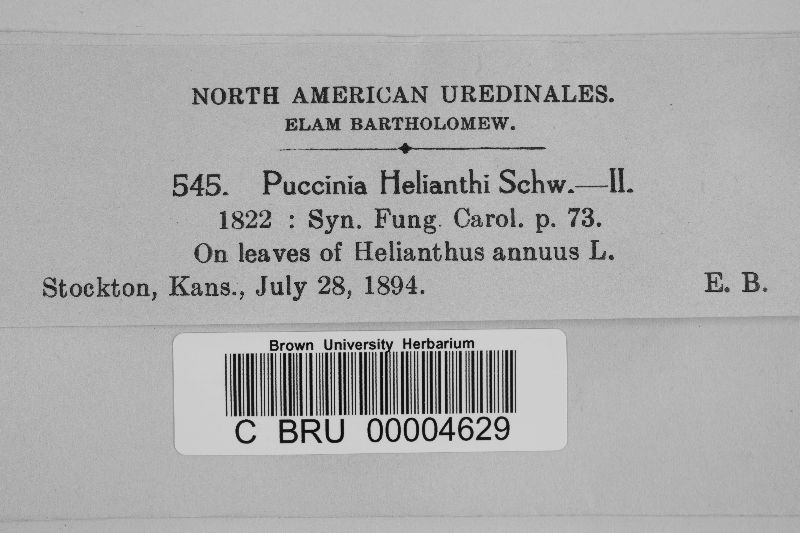 NORTH AMERICAN UREDINALES.
ELAM BARTHOLOMEW.
545. Puccinia Helianthi Schw.—II.
1822 : Syn. Fung. Carol. p. 73.
On leaves of Helianthus annuus L.
Stockton, Kans., July 28, 1894. E. B.
Brown University Herbarium
C BRU 00004629